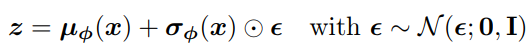 z = μ_ϕ(x) + σ_ϕ(x) ⊙ ϵ with ϵ ∼ 𝒩(ϵ; 0, I)